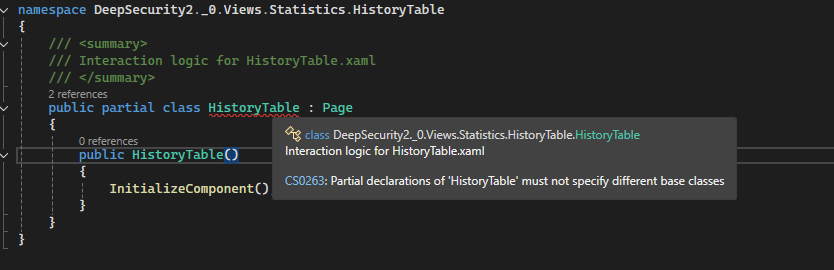 namespace DeepSecurity2._0.Views.Statistics.HistoryTable
{
/// <summary>
/// Interaction logic for HistoryTable.xaml
/// </summary>
2 references
public partial class HistoryTable : Page
{
class DeepSecurity2._0.Views.Statistics.HistoryTable.HistoryTable
Interaction logic for HistoryTable.xaml
CS0263: Partial declarations of 'HistoryTable' must not specify different base classes
0 references
public HistoryTable()
{
InitializeComponent()
}
}
}